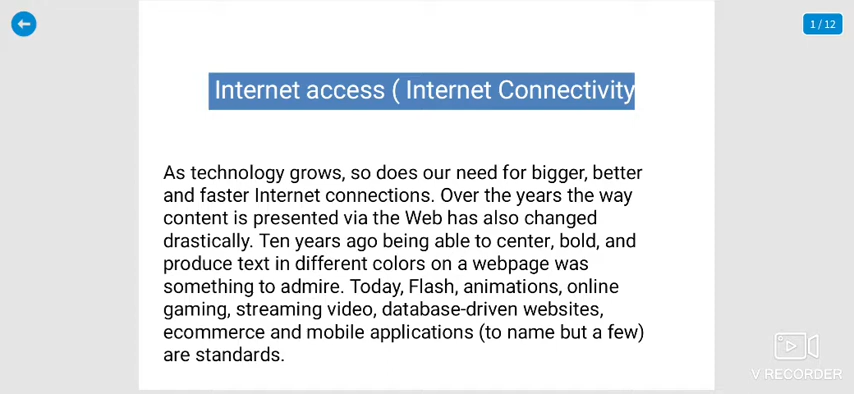 1 / 12
Internet access ( Internet Connectivity
As technology grows, so does our need for bigger, better
and faster Internet connections. Over the years the way
content is presented via the Web has also changed
drastically. Ten years ago being able to center, bold, and
produce text in different colors on a webpage was
something to admire. Today, Flash, animations, online
gaming, streaming video, database-driven websites,
ecommerce and mobile applications (to name but a few)
are standards.
V RECORDER